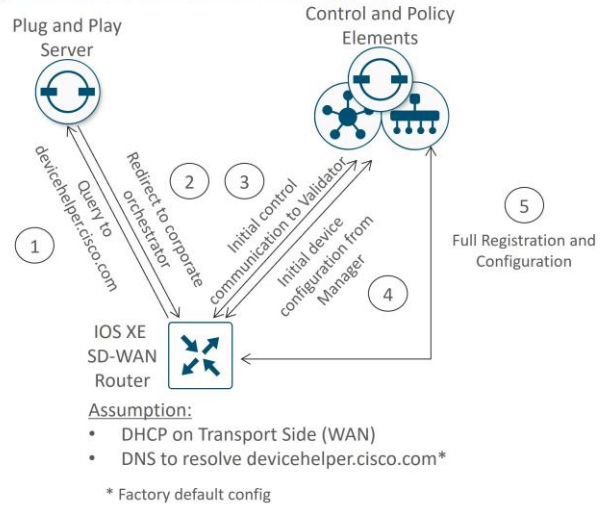 Plug and Play
Server
Control and Policy
Elements
1
Query to
devicehelper.cisco.com
Redirect to corporate
orchestrator
2
3
Initial control
communication to Validator
Initial device
configuration from
Manager
4
5
Full Registration and
Configuration
IOS XE
SD-WAN
Router
Assumption:
• DHCP on Transport Side (WAN)
• DNS to resolve devicehelper.cisco.com*
* Factory default config